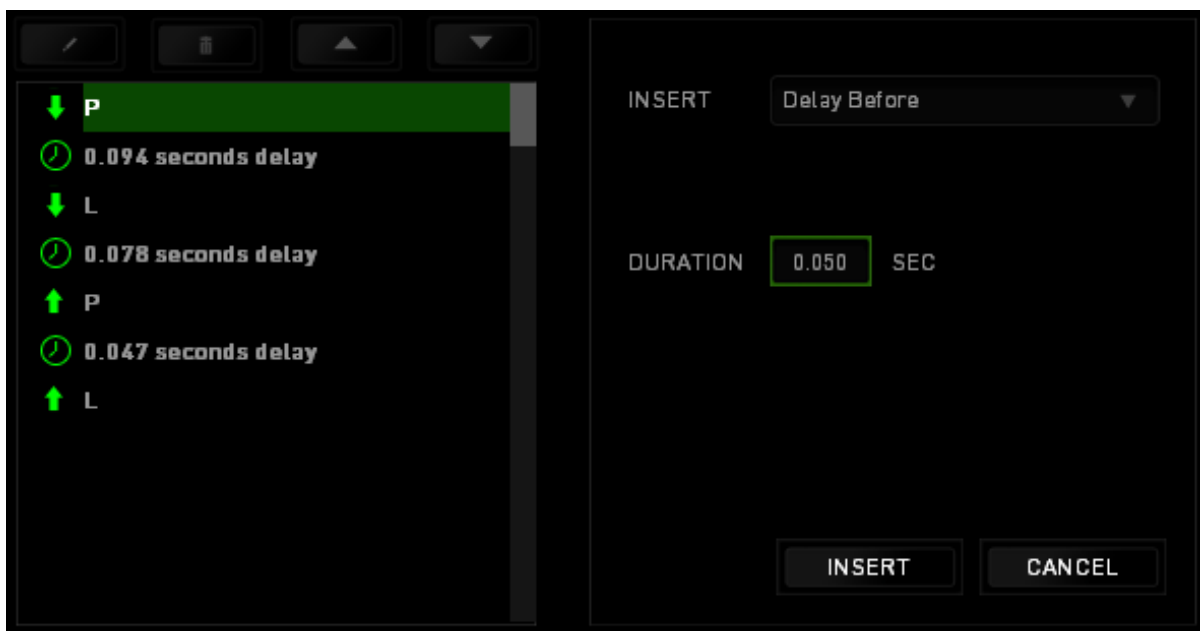 P
0.094 seconds delay
L
0.078 seconds delay
P
0.047 seconds delay
L
INSERT Delay Before
DURATION 0.050 SEC
INSERT CANCEL